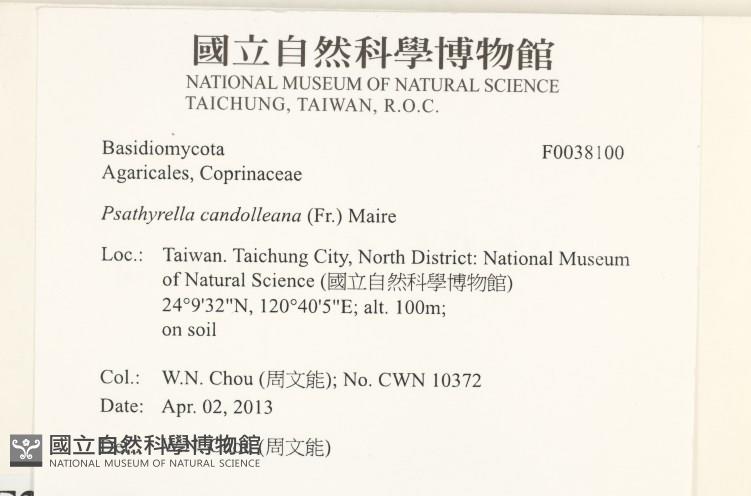 國立自然科學博物館
NATIONAL MUSEUM OF NATURAL SCIENCE
TAICHUNG, TAIWAN, R.O.C.
Basidiomycota F0038100
Agaricales, Coprinaceae
Psathyrella candolleana (Fr.) Maire
Loc.: Taiwan. Taichung City, North District: National Museum
of Natural Science (國立自然科學博物館)
24°9'32"N, 120°40'5"E; alt. 100m;
on soil
Col.: W.N. Chou (周文能); No. CWN 10372
Date: Apr. 02, 2013
(周文能)
國立自然科學博物館
NATIONAL MUSEUM OF NATURAL SCIENCE